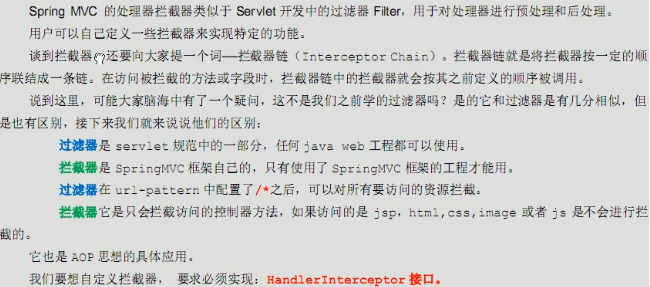 Spring MVC 的处理器拦截器类似于 Servlet 开发中的过滤器 Filter，用于对处理器进行预处理和后处理。
用户可以自己定义一些拦截器来实现特定的功能。
谈到拦截器，还要向大家提一个词——拦截器链（Interceptor Chain）。拦截器链就是将拦截器按一定的顺
序联结成一条链。在访问被拦截的方法或字段时，拦截器链中的拦截器就会按其之前定义的顺序被调用。
说到这里，可能大家脑海中有了一个疑问，这不是我们之前学的过滤器吗？是的它和过滤器是有几分相似，但
是也有区别，接下来我们就来说说他们的区别：
过滤器是 servlet 规范中的一部分，任何 java web 工程都可以使用。
拦截器是 SpringMVC 框架自己的，只有使用了 SpringMVC 框架的工程才能用。
过滤器在 url-pattern 中配置了/*之后，可以对所有要访问的资源拦截。
拦截器它是只会拦截访问的控制器方法，如果访问的是 jsp，html,css,image 或者 js 是不会进行拦
截的。
它也是 AOP 思想的具体应用。
我们要想自定义拦截器， 要求必须实现：HandlerInterceptor 接口。